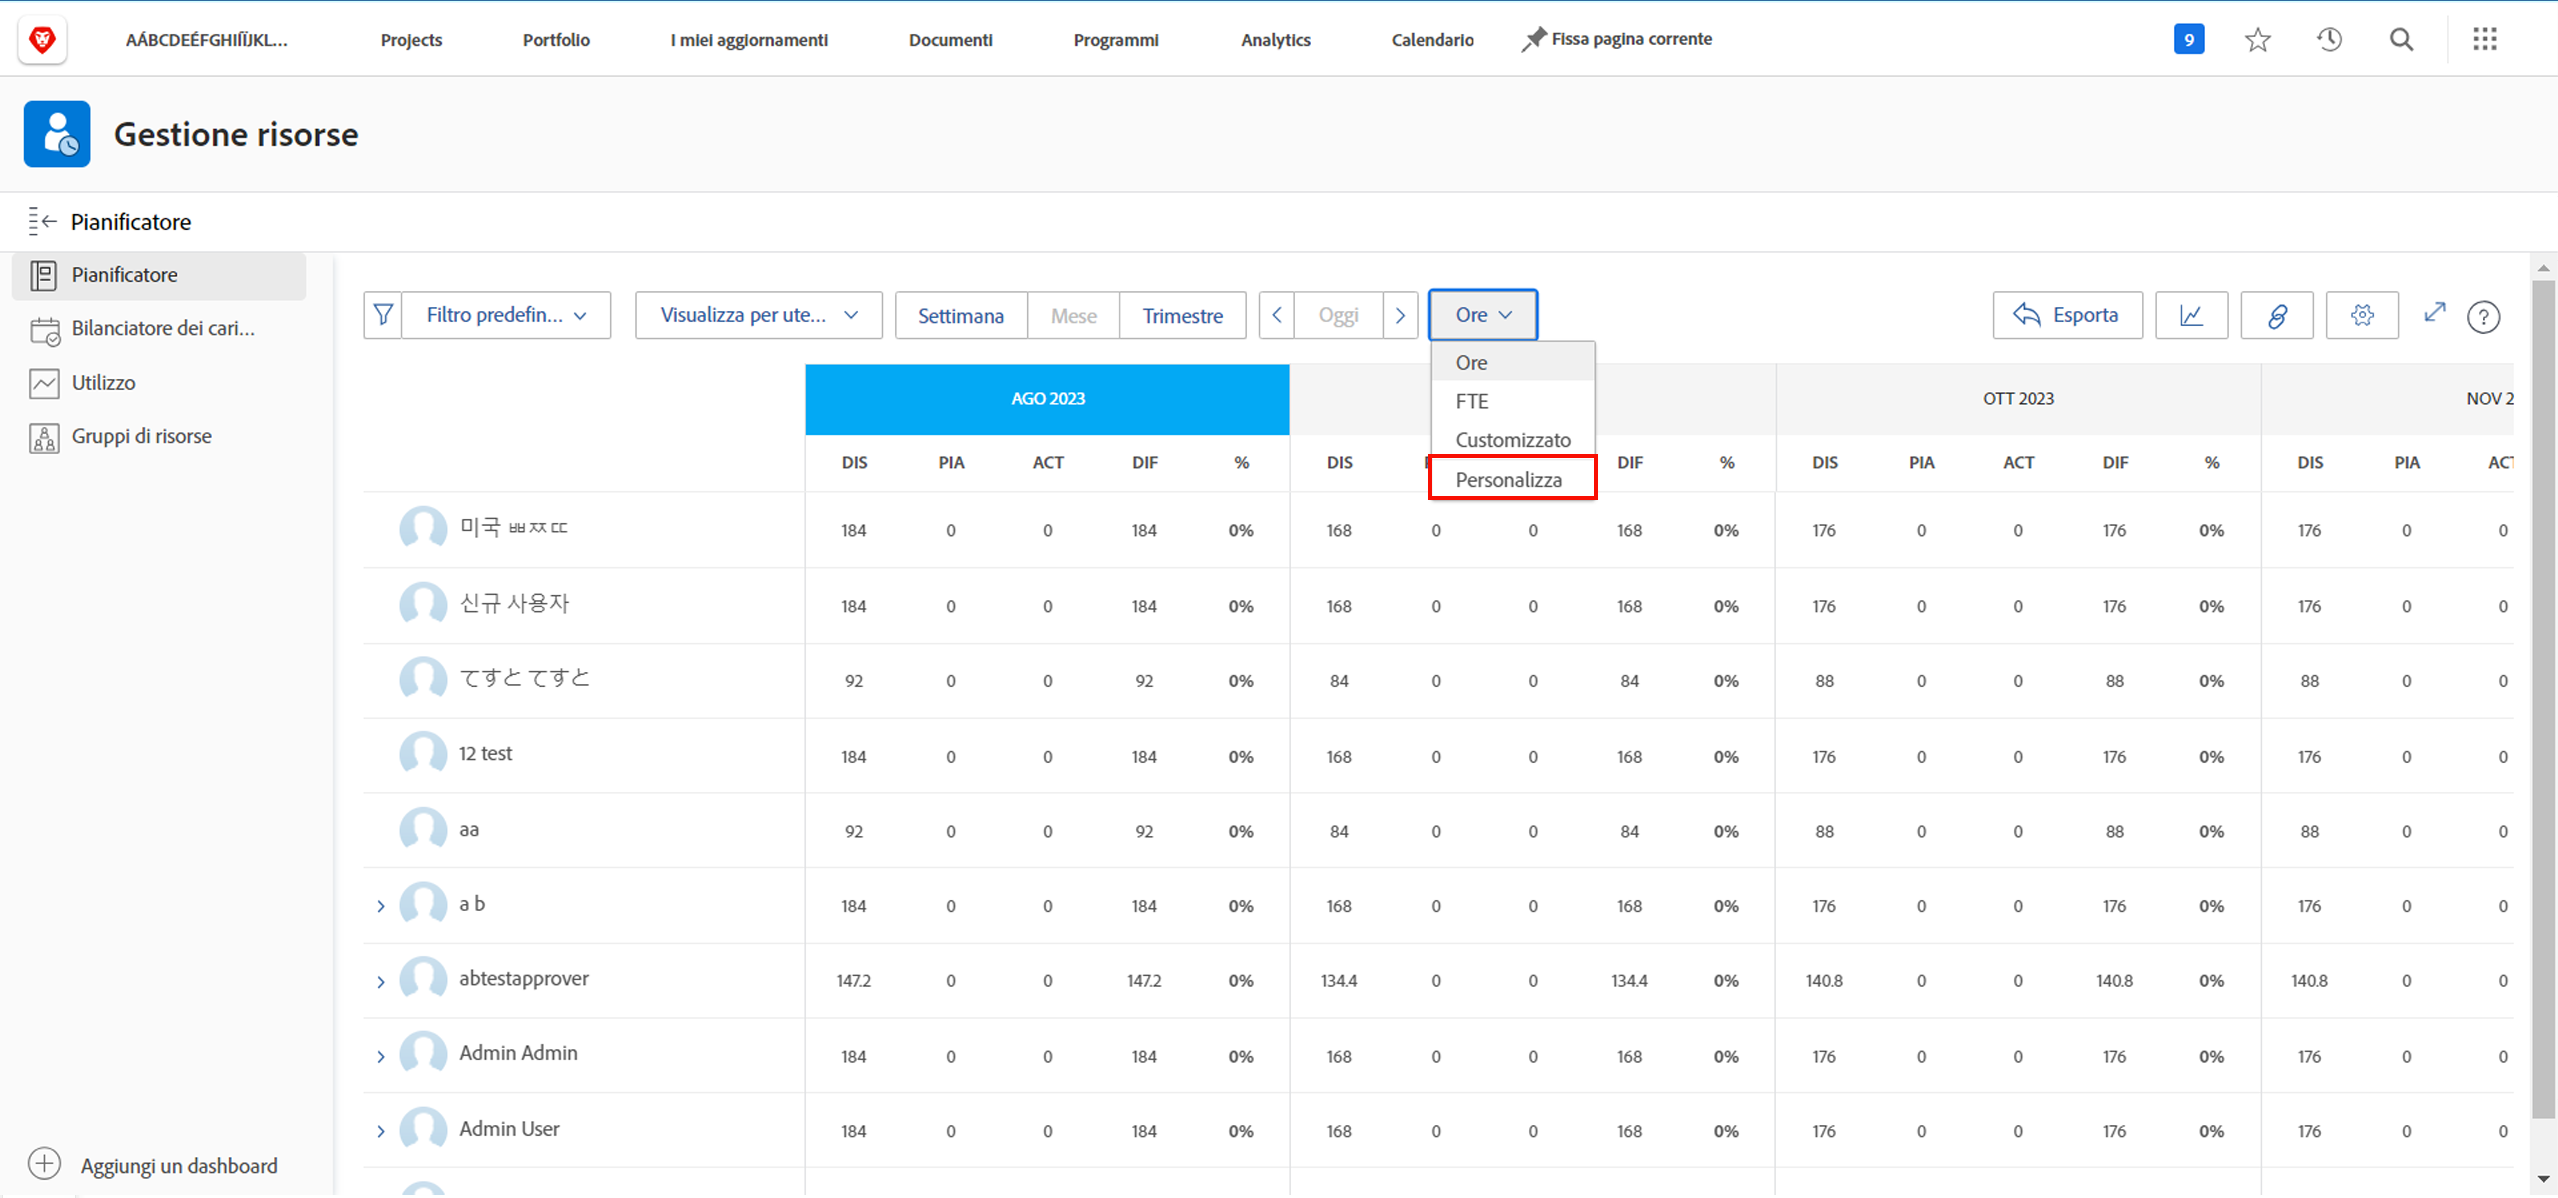 AÁBCDEÉFGHIÍÏJKL... Projects Portfolio I miei aggiornamenti Documenti Programmi Analytics Calendario Fissa pagina corrente 9
Gestione risorse
Pianificatore
Pianificatore
Bilanciatore dei cari...
Utilizzo
Gruppi di risorse
Aggiungi un dashboard
Filtro predefin... Visualizza per ute... Settimana Mese Trimestre Oggi Ore Esporta ?
Ore
FTE
Customizzato
Personalizza
AGO 2023 OTT 2023 NOV 2
DIS PIA ACT DIF % DIS DIF % DIS PIA ACT DIF % DIS PIA ACT
미국 ㅃㅉㄸ 184 0 0 184 0% 168 0 0 168 0% 176 0 0 176 0% 176 0 0
신규 사용자 184 0 0 184 0% 168 0 0 168 0% 176 0 0 176 0% 176 0 0
てすと てすと 92 0 0 92 0% 84 0 0 84 0% 88 0 0 88 0% 88 0 0
12 test 184 0 0 184 0% 168 0 0 168 0% 176 0 0 176 0% 176 0 0
aa 92 0 0 92 0% 84 0 0 84 0% 88 0 0 88 0% 88 0 0
a b 184 0 0 184 0% 168 0 0 168 0% 176 0 0 176 0% 176 0 0
abtestapprover 147.2 0 0 147.2 0% 134.4 0 0 134.4 0% 140.8 0 0 140.8 0% 140.8 0 0
Admin Admin 184 0 0 184 0% 168 0 0 168 0% 176 0 0 176 0% 176 0 0
Admin User 184 0 0 184 0% 168 0 0 168 0% 176 0 0 176 0% 176 0 0